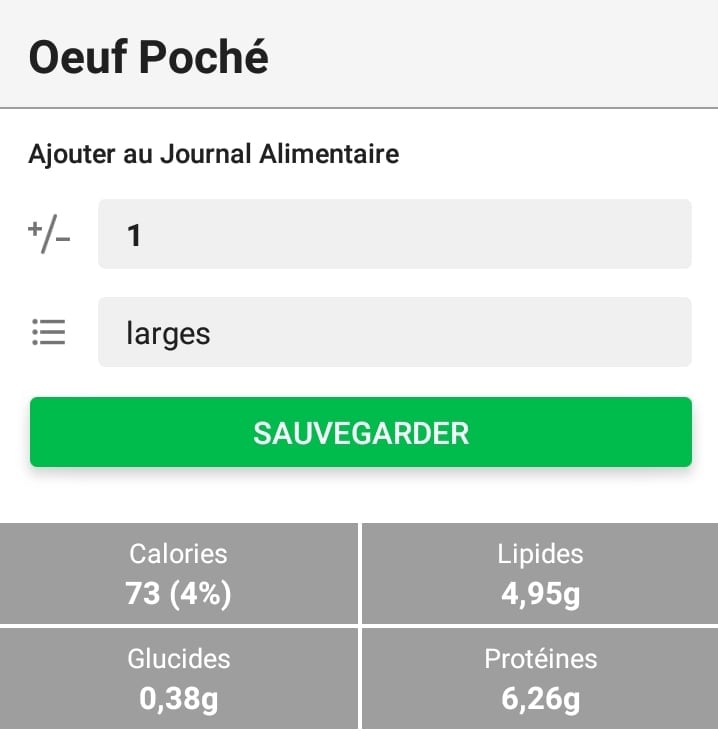 Oeuf Poché
Ajouter au Journal Alimentaire
+/- 1
larges
SAUVEGARDER
Calories
73 (4%)
Lipides
4,95g
Glucides
0,38g
Protéines
6,26g